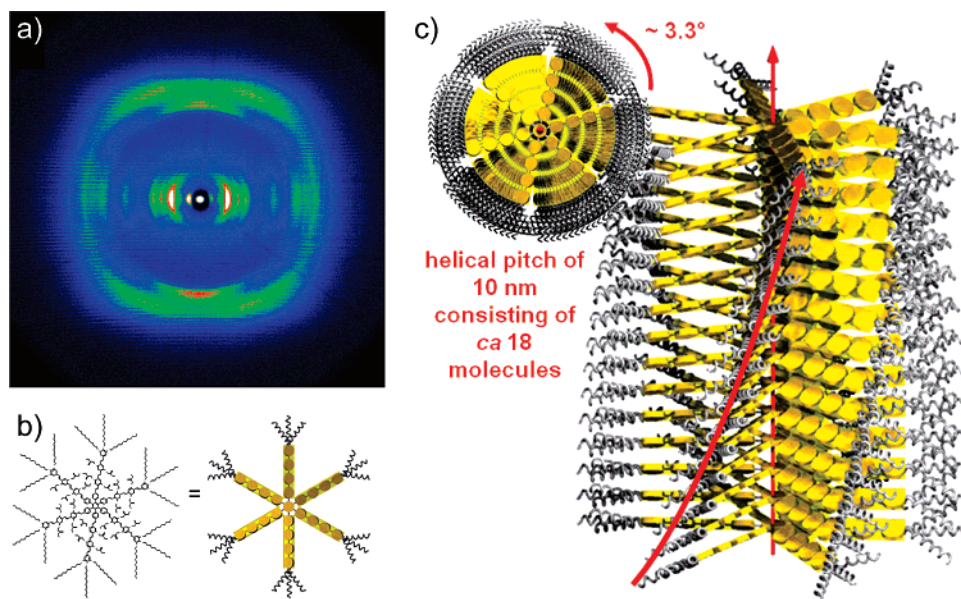 a)
b)
=
c)
~ 3.3°
helical pitch of
10 nm
consisting of
ca 18
molecules